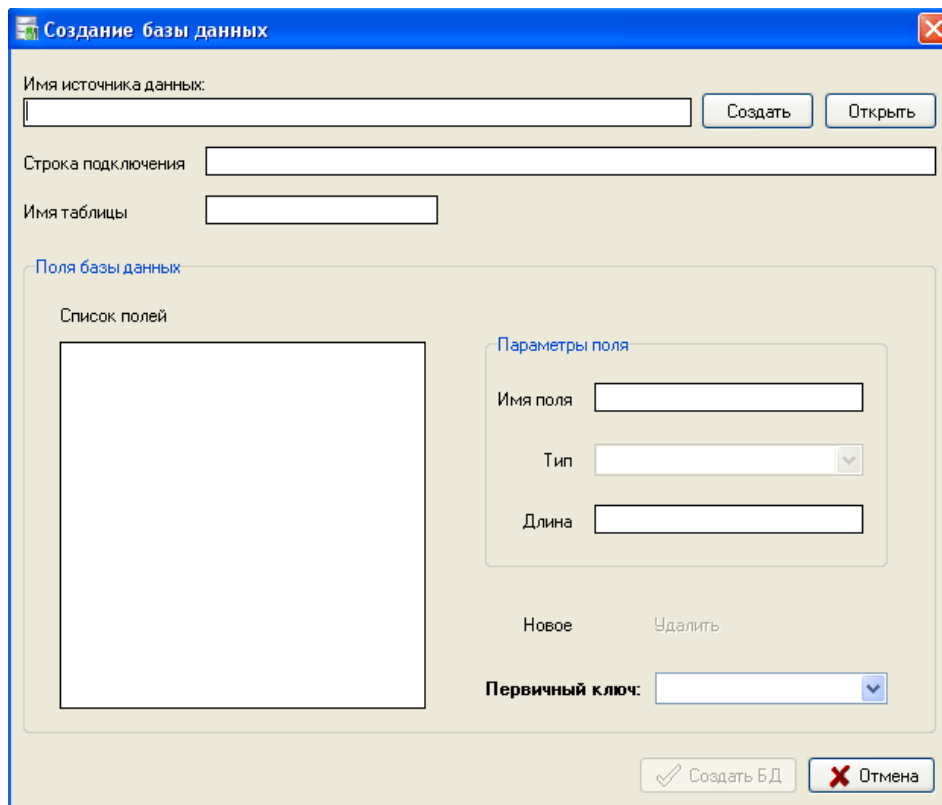 Создание базы данных
Имя источника данных:
Создать Открыть
Строка подключения
Имя таблицы
Поля базы данных
Список полей
Параметры поля
Имя поля
Тип
Длина
Новое Удалить
Первичный ключ:
Создать БД Отмена